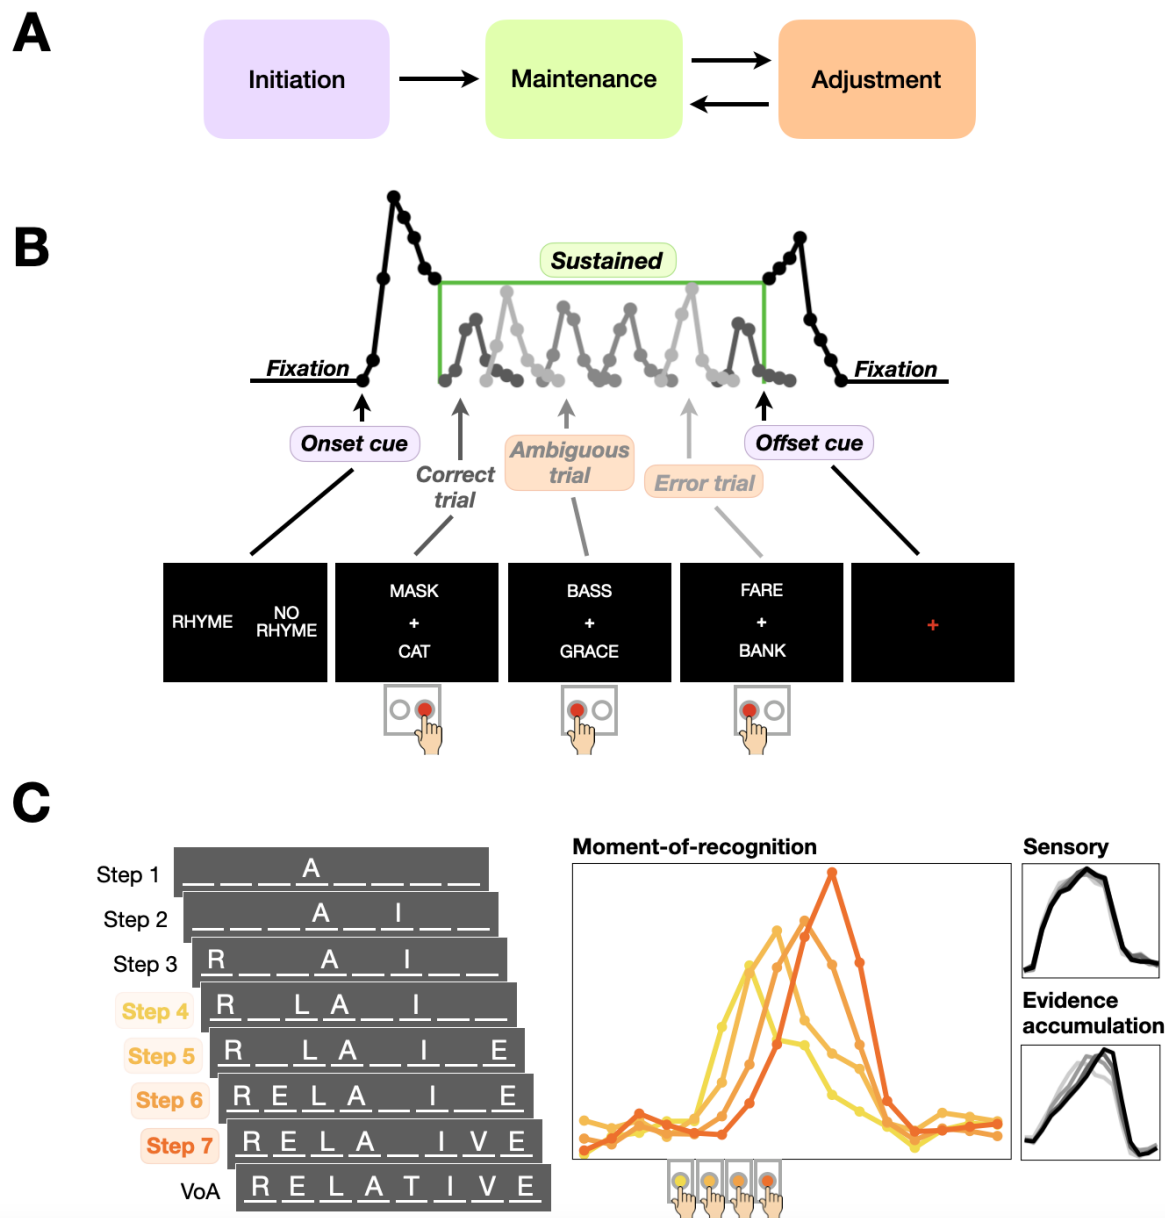 A
Initiation
Maintenance
Adjustment
B
Sustained
Fixation
Fixation
Onset cue
Correct
trial
Ambiguous
trial
Error trial
Offset cue
RHYME
NO
RHYME
MASK
+
CAT
BASS
+
GRACE
FARE
+
BANK
+
C
Step 1
A
Step 2
A I
Step 3
R A I
Step 4
R L A I
Step 5
R L A I E
Step 6
R E L A I E
Step 7
R E L A I V E
VoA
R E L A T I V E
Moment-of-recognition
Sensory
Evidence
accumulation